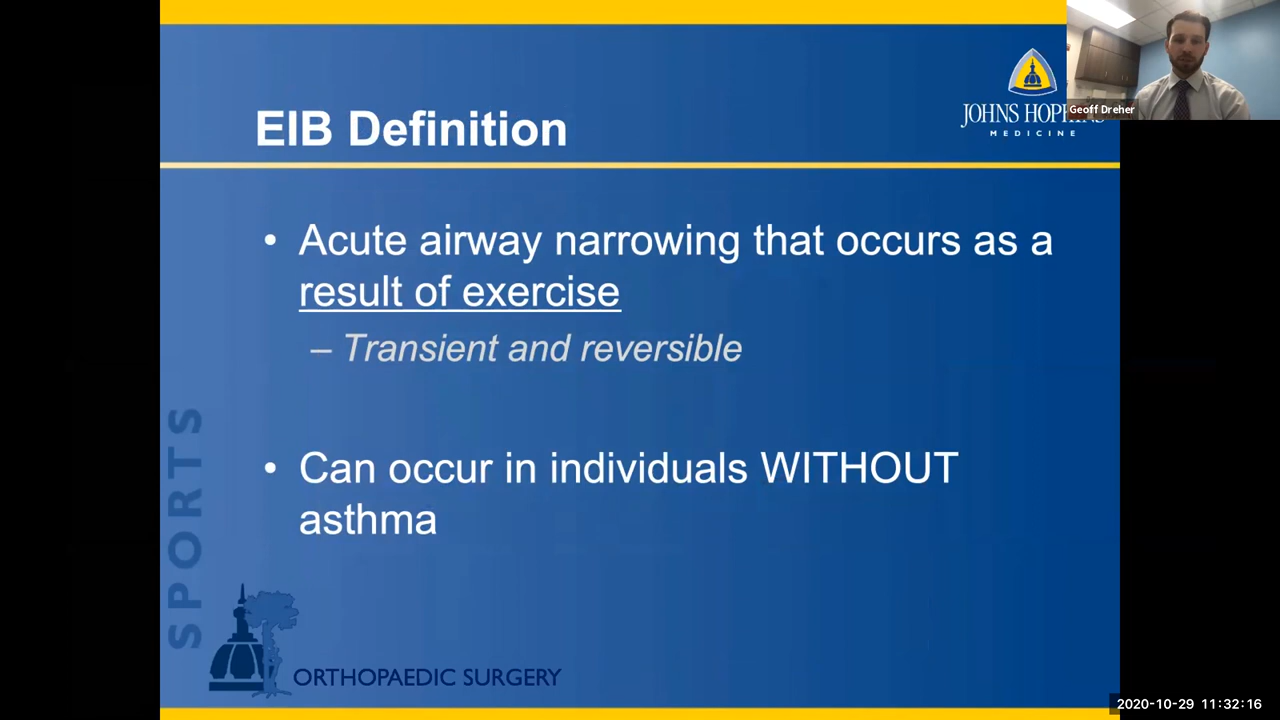 Geoff Dreher
JOHNS HOPKINS
MEDICINE
EIB Definition
• Acute airway narrowing that occurs as a
result of exercise
– Transient and reversible
• Can occur in individuals WITHOUT
asthma
SPORTS
ORTHOPAEDIC SURGERY
2020-10-29 11:32:16